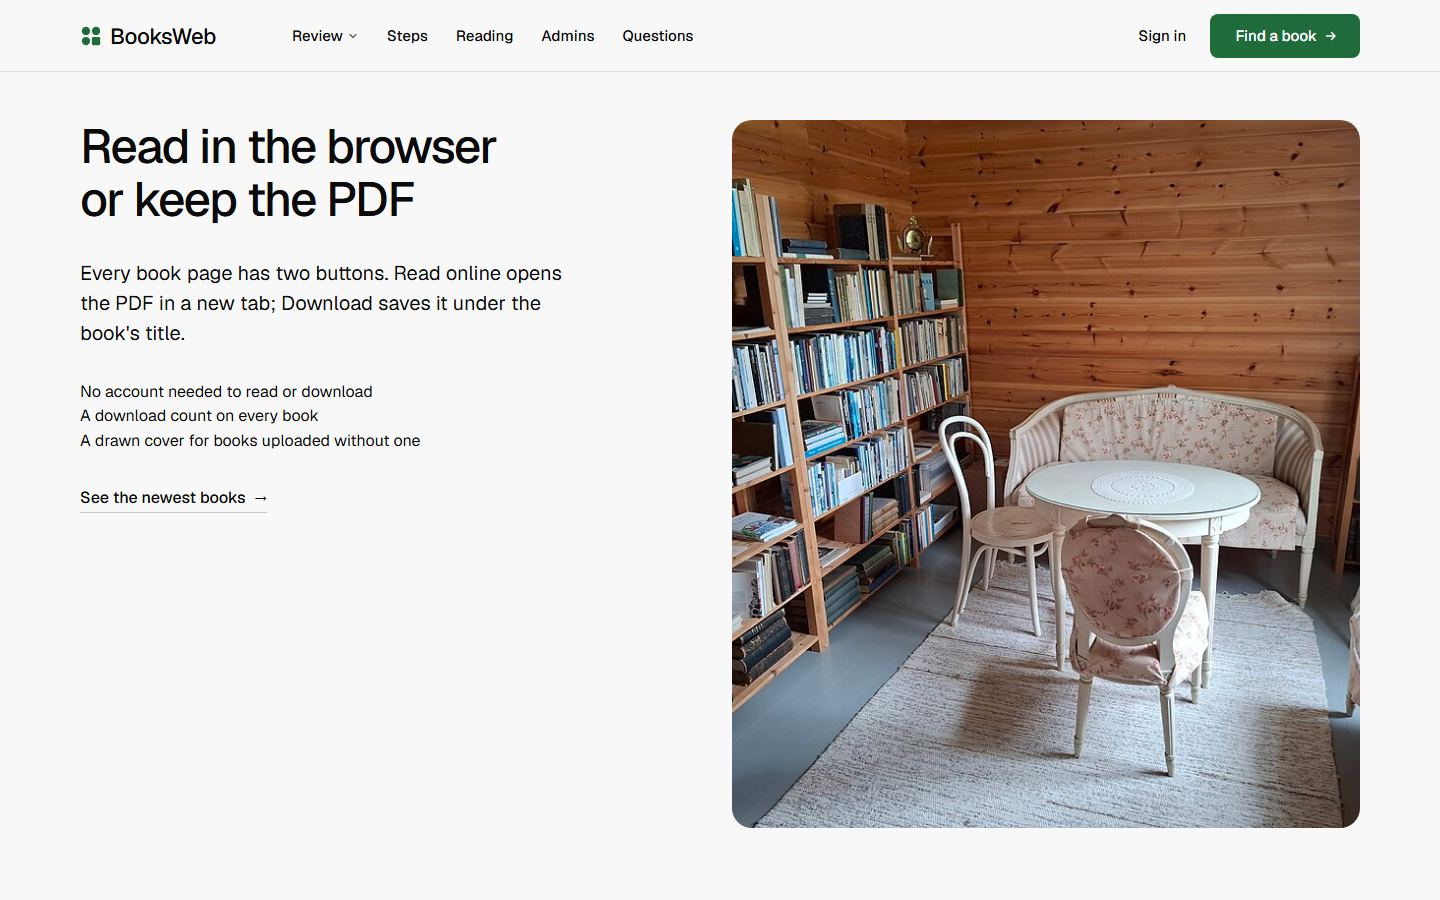 BooksWeb
Review
Steps
Reading
Admins
Questions
Sign in
Find a book →
Read in the browser
or keep the PDF
Every book page has two buttons. Read online opens
the PDF in a new tab; Download saves it under the
book's title.
No account needed to read or download
A download count on every book
A drawn cover for books uploaded without one
See the newest books →